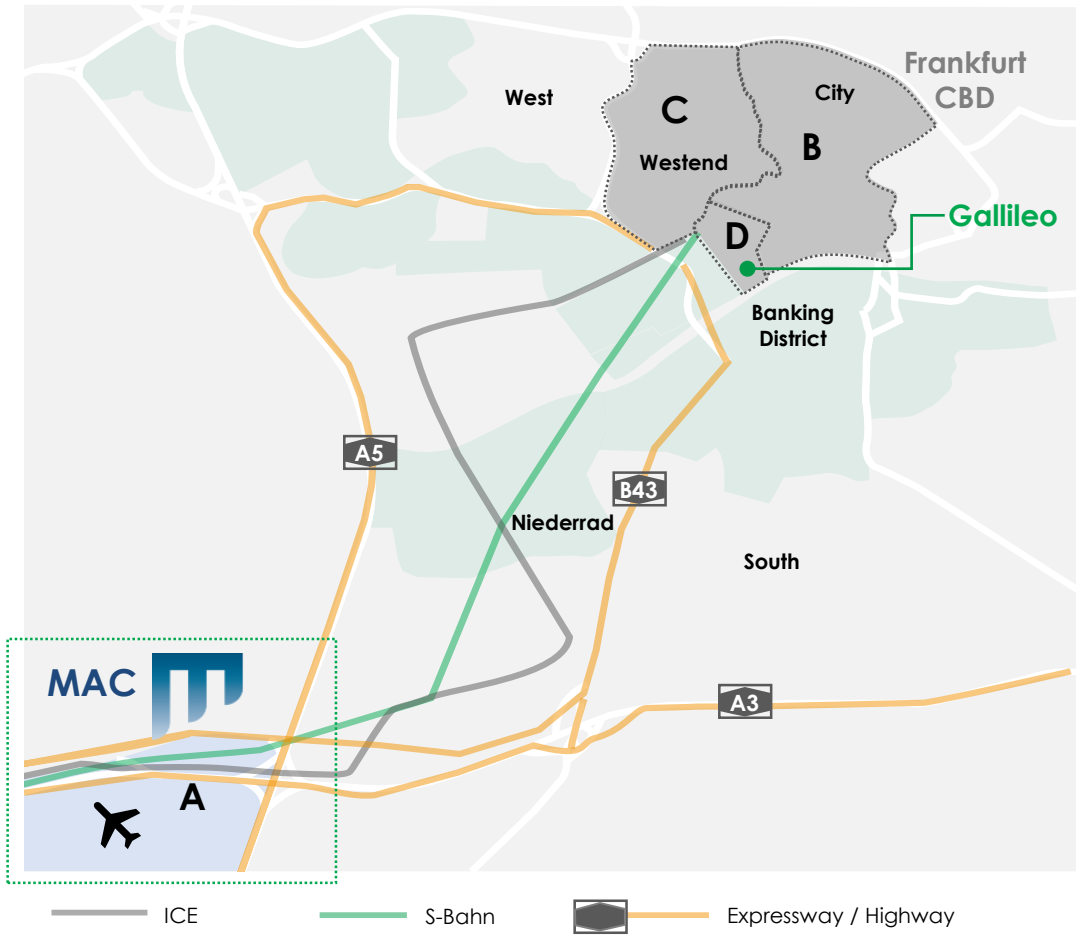 Frankfurt
CBD
City
West
C
B
Westend
Gallileo
D
Banking
District
A5
B43
Niederrad
South
MAC
A3
A
ICE
S-Bahn
Expressway / Highway